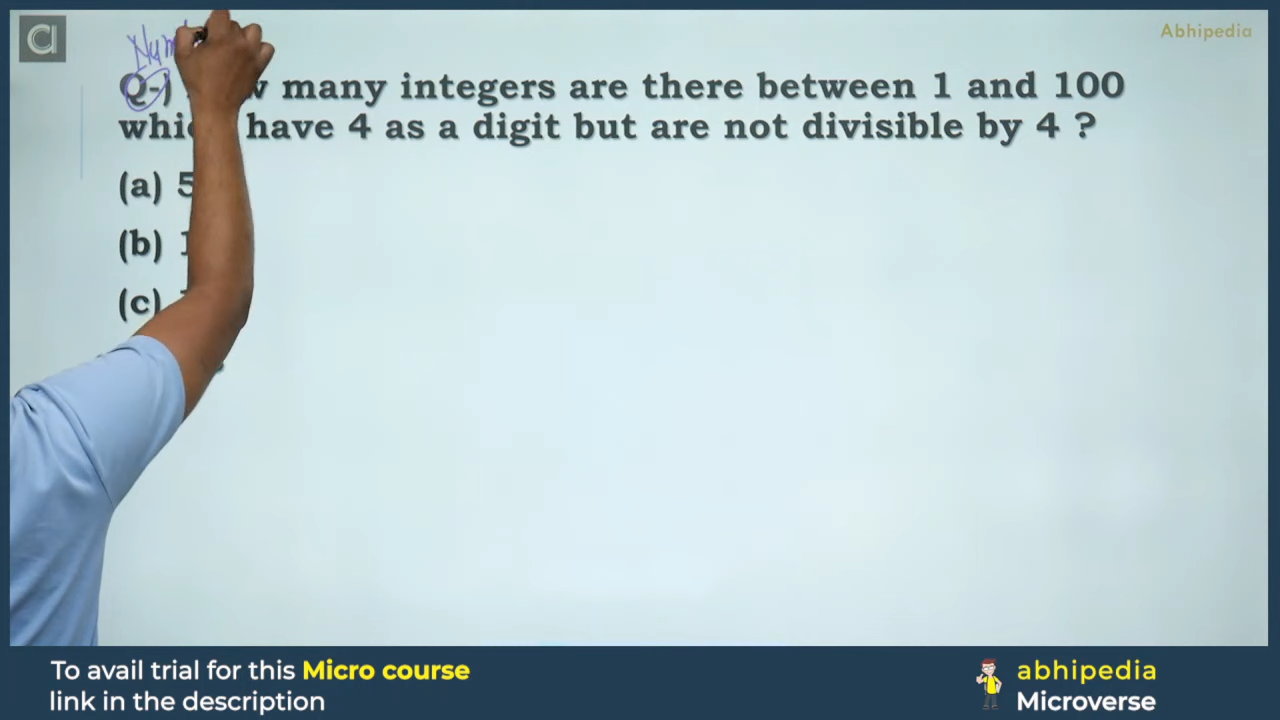 Abhipedia
Q-) many integers are there between 1 and 100
have 4 as a digit but are not divisible by 4 ?
(a) 5
(b)
(c)
To avail trial for this Micro course
link in the description
abhipedia
Microverse